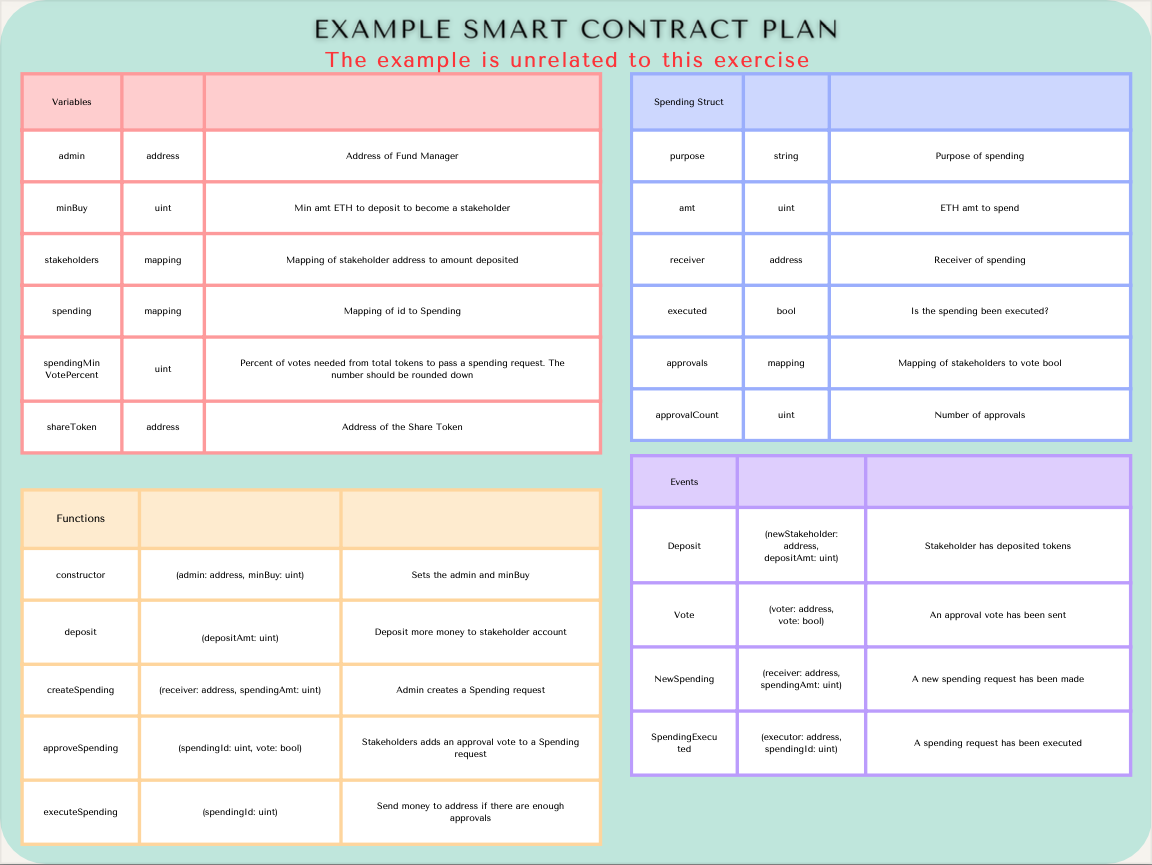 EXAMPLE SMART CONTRACT PLAN
The example is unrelated to this exercise
Variables
admin address Address of Fund Manager
minBuy uint Min amt ETH to deposit to become a stakeholder
stakeholders mapping Mapping of stakeholder address to amount deposited
spending mapping Mapping of id to Spending
spendingMin
VotePercent
uint
Percent of votes needed from total tokens to pass a spending request. The
number should be rounded down
shareToken address Address of the Share Token
Functions
constructor (admin: address, minBuy: uint) Sets the admin and minBuy
deposit (depositAmt: uint) Deposit more money to stakeholder account
createSpending (receiver: address, spendingAmt: uint) Admin creates a Spending request
approveSpending (spendingId: uint, vote: bool)
Stakeholders adds an approval vote to a Spending
request
executeSpending (spendingId: uint)
Send money to address if there are enough
approvals
Spending Struct
purpose string Purpose of spending
amt uint ETH amt to spend
receiver address Receiver of spending
executed bool Is the spending been executed?
approvals mapping Mapping of stakeholders to vote bool
approvalCount uint Number of approvals
Events
Deposit
(newStakeholder:
address,
depositAmt: uint)
Stakeholder has deposited tokens
Vote
(voter: address,
vote: bool)
An approval vote has been sent
NewSpending
(receiver: address,
spendingAmt: uint)
A new spending request has been made
SpendingExecu
ted
(executor: address,
spendingId: uint)
A spending request has been executed